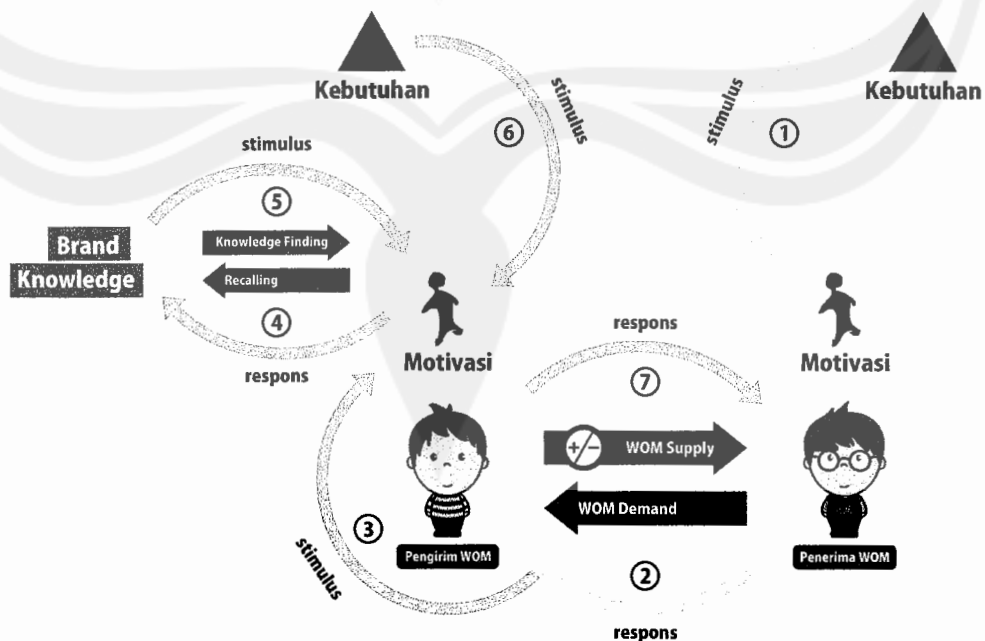 Kebutuhan
Kebutuhan
stimulus
stimulus
6
1
stimulus
5
Brand
Knowledge
Knowledge Finding
Recalling
4
respons
Motivasi
Motivasi
respons
7
+/-
WOM Supply
WOM Demand
3
stimulus
Pengirim WOM
Penerima WOM
2
respons